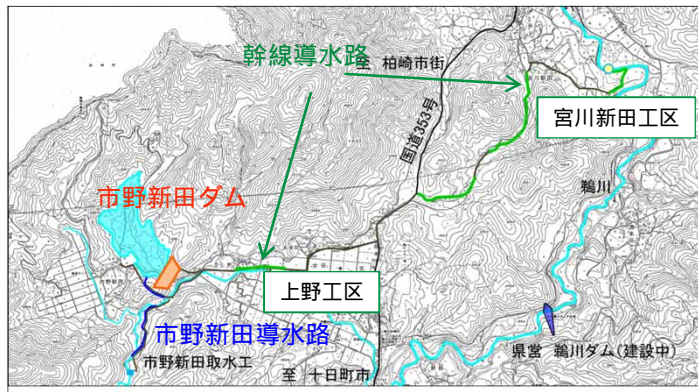 幹線導水路
至 柏崎市街
宮川新田工区
国道353号
市野新田ダム
鵜川
上野工区
市野新田導水路
県営 鵜川ダム(建設中)
市野新田取水工
至 十日町市